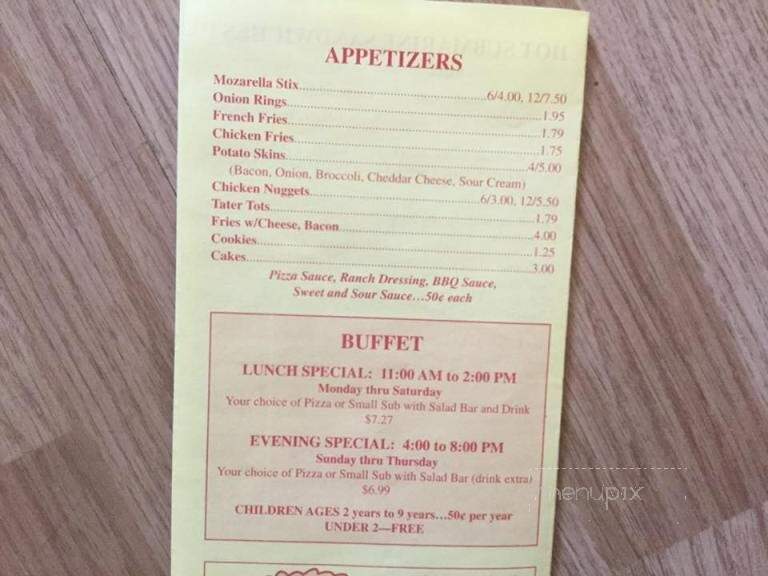 APPETIZERS
Mozarella Stix....................6/4.00, 12/7.50
Onion Rings....................1.95
French Fries....................1.79
Chicken Fries....................1.75
Potato Skins....................4/5.00
(Bacon, Onion, Broccoli, Cheddar Cheese, Sour Cream)
Chicken Nuggets....................6/3.00, 12/5.50
Tater Tots....................1.79
Fries w/Cheese, Bacon....................4.00
Cookies....................1.25
Cakes....................3.00
Pizza Sauce, Ranch Dressing, BBQ Sauce,
Sweet and Sour Sauce...50¢ each
BUFFET
LUNCH SPECIAL: 11:00 AM to 2:00 PM
Monday thru Saturday
Your choice of Pizza or Small Sub with Salad Bar and Drink
$7.27
EVENING SPECIAL: 4:00 to 8:00 PM
Sunday thru Thursday
Your choice of Pizza or Small Sub with Salad Bar (drink extra)
$6.99
CHILDREN AGES 2 years to 9 years...50¢ per year
UNDER 2—FREE
menupix